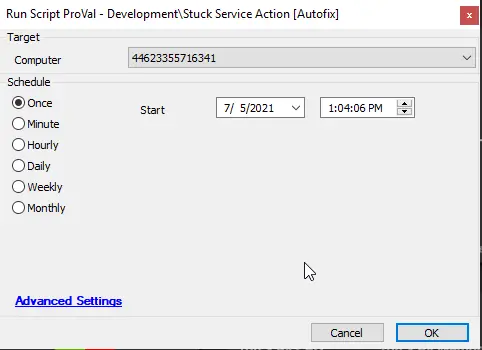 Run Script ProVal - Development\Stuck Service Action [Autofix]
x
Target
Computer 44623355716341
Schedule
Once Start 7/ 5/2021 1:04:06 PM
Minute
Hourly
Daily
Weekly
Monthly
Advanced Settings
Cancel OK